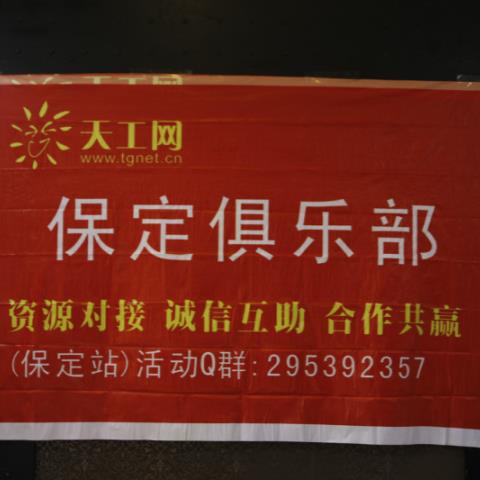 天工网
www.tgnet.cn
保定俱乐部
资源对接 诚信互助 合作共赢
(保定站)活动Q群:295392357